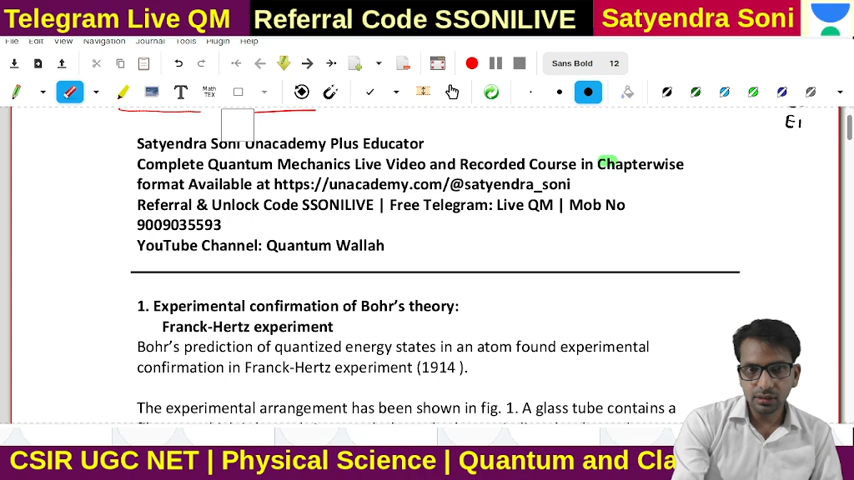 Telegram Live QM Referral Code SSONILIVE Satyendra Soni
File Edit View Navigation Journal Tools Plugin Help
Sans Bold 12
T Math TEX
E1
Satyendra Soni Unacademy Plus Educator
Complete Quantum Mechanics Live Video and Recorded Course in Chapterwise
format Available at https://unacademy.com/@satyendra_soni
Referral & Unlock Code SSONILIVE | Free Telegram: Live QM | Mob No
9009035593
YouTube Channel: Quantum Wallah
1. Experimental confirmation of Bohr's theory:
Franck-Hertz experiment
Bohr's prediction of quantized energy states in an atom found experimental
confirmation in Franck-Hertz experiment (1914 ).
The experimental arrangement has been shown in fig. 1. A glass tube contains a
CSIR UGC NET | Physical Science | Quantum and Cla